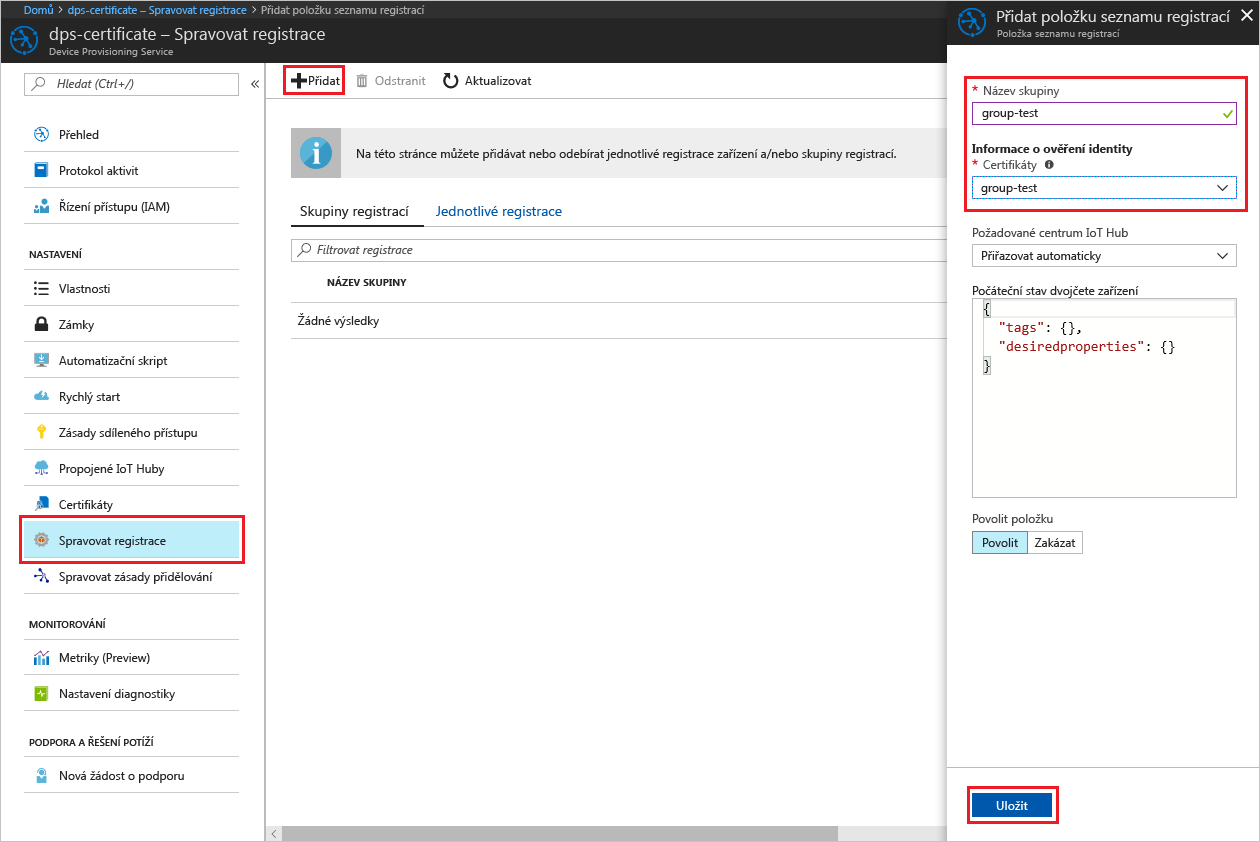 Domů > dps-certificate – Spravovat registrace > Přidat položku seznamu registrací
dps-certificate – Spravovat registrace
Device Provisioning Service
Hledat (Ctrl+/)
Přehled
Protokol aktivit
Řízení přístupu (IAM)
NASTAVENÍ
Vlastnosti
Zámky
Automatizační skript
Rychlý start
Zásady sdíleného přístupu
Propojené IoT Huby
Certifikáty
Spravovat registrace
Spravovat zásady přidělování
MONITOROVÁNÍ
Metriky (Preview)
Nastavení diagnostiky
PODPORA A ŘEŠENÍ POTÍŽÍ
Nová žádost o podporu
Přidat Odstranit Aktualizovat
Na této stránce můžete přidávat nebo odebírat jednotlivé registrace zařízení a/nebo skupiny registrací.
Skupiny registrací Jednotlivé registrace
Filtrovat registrace
NÁZEV SKUPINY
Žádné výsledky
Přidat položku seznamu registrací
Položka seznamu registrací
* Název skupiny
group-test
Informace o ověření identity
* Certifikáty
group-test
Požadované centrum IoT Hub
Přiřazovat automaticky
Počáteční stav dvojčete zařízení
{
"tags": {},
"desiredproperties": {}
}
Povolit položku
Povolit Zakázat
Uložit